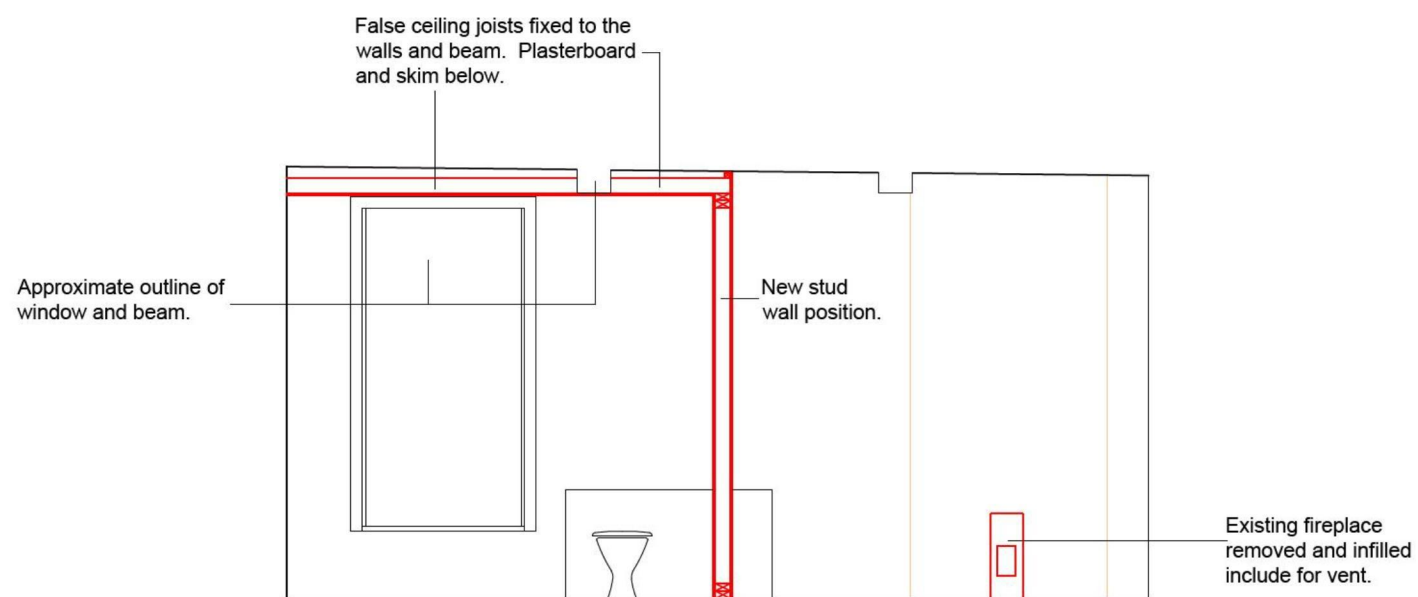 False ceiling joists fixed to the
walls and beam.  Plasterboard
and skim below.
Approximate outline of
window and beam.
New stud
wall position.
Existing fireplace
removed and infilled
include for vent.